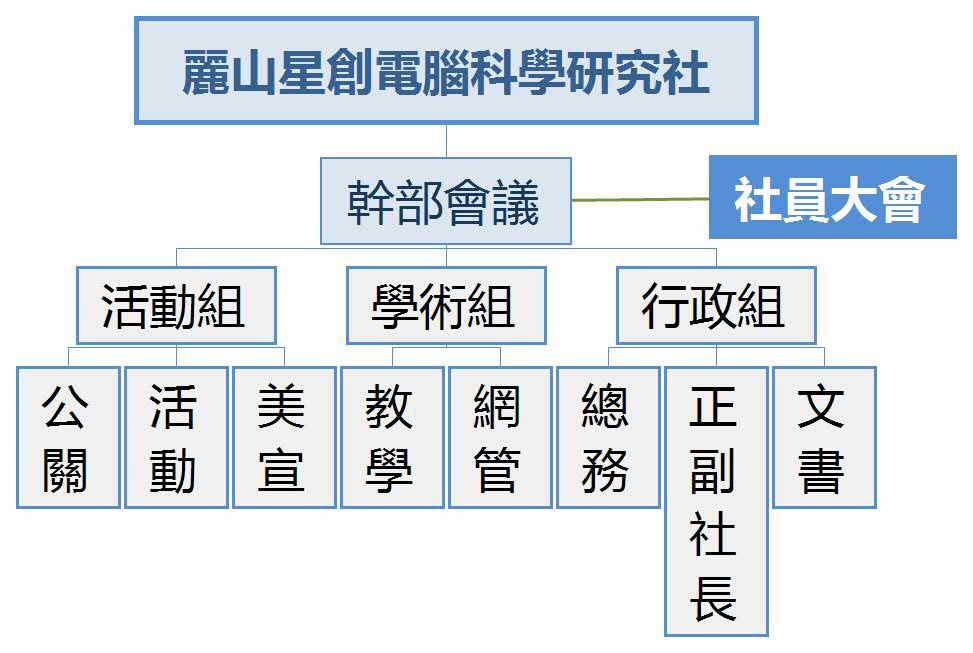 麗山星創電腦科學研究社
幹部會議
社員大會
活動組
學術組
行政組
公關
活動
美宣
教學
網管
總務
正副社長
文書